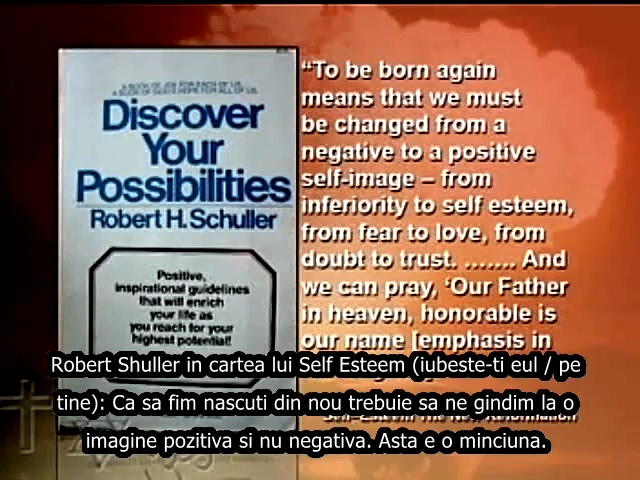 A BOOK OF JOY FOR EACH OF US.
A BOOK OF GOD'S HOPE FOR ALL OF US.
Discover
Your
Possibilities
Robert H. Schuller
Positive,
inspirational guidelines
that will enrich
your life as
you reach for your
highest potential!
“To be born again
means that we must
be changed from a
negative to a positive
self-image – from
inferiority to self esteem,
from fear to love, from
doubt to trust. ....... And
we can pray, ‘Our Father
in heaven, honorable is
our name [emphasis in
Robert Shuller in cartea lui Self Esteem (iubeste-ti eul / pe
tine): Ca sa fim nascuti din nou trebuie sa ne gindim la o
imagine pozitiva si nu negativa. Asta e o minciuna.